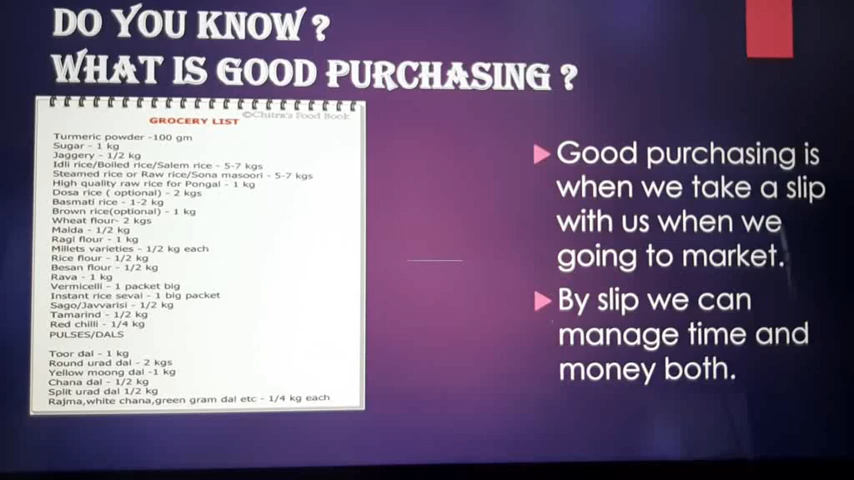 DO YOU KNOW ?
WHAT IS GOOD PURCHASING ?
©Chitra's Food Book
GROCERY LIST
Turmeric powder -100 gm
Sugar - 1 kg
Jaggery - 1/2 kg
Idli rice/Boiled rice/Salem rice - 5-7 kgs
Steamed rice or Raw rice/Sona masoori - 5-7 kgs
High quality raw rice for Pongal - 1 kg
Dosa rice ( optional) - 2 kgs
Basmati rice - 1-2 kg
Brown rice(optional) - 1 kg
Wheat flour- 2 kgs
Maida - 1/2 kg
Ragi flour - 1 kg
Millets varieties - 1/2 kg each
Rice flour - 1/2 kg
Besan flour - 1/2 kg
Rava - 1 kg
Vermicelli - 1 packet big
Instant rice sevai - 1 big packet
Sago/Javvarisi - 1/2 kg
Tamarind - 1/2 kg
Red chilli - 1/4 kg
PULSES/DALS
Toor dal - 1 kg
Round urad dal - 2 kgs
Yellow moong dal -1 kg
Chana dal - 1/2 kg
Split urad dal 1/2 kg
Rajma,white chana,green gram dal etc - 1/4 kg each
Good purchasing is
when we take a slip
with us when we
going to market.
By slip we can
manage time and
money both.